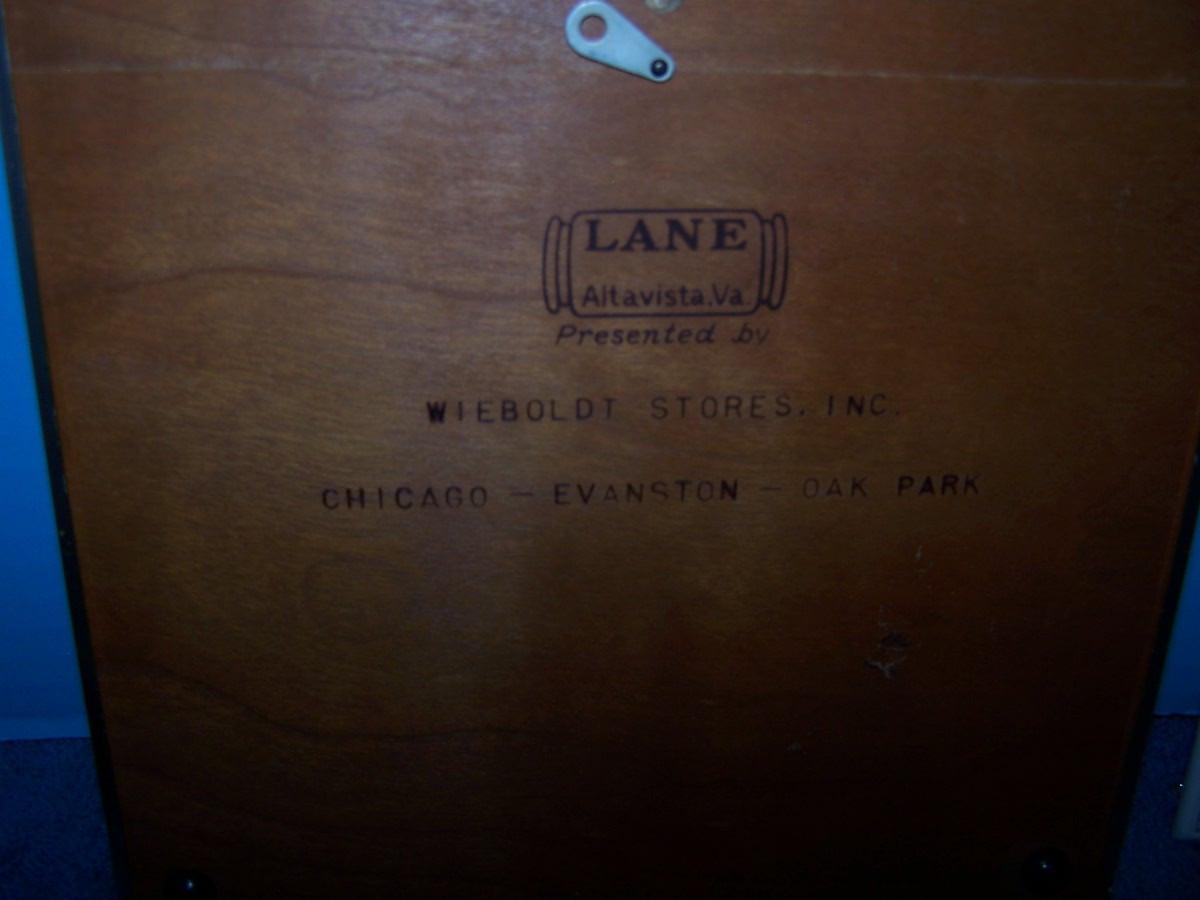 LANE
Altavista.Va.
Presented by
WIEBOLDT STORES, INC.
CHICAGO — EVANSTON — OAK PARK